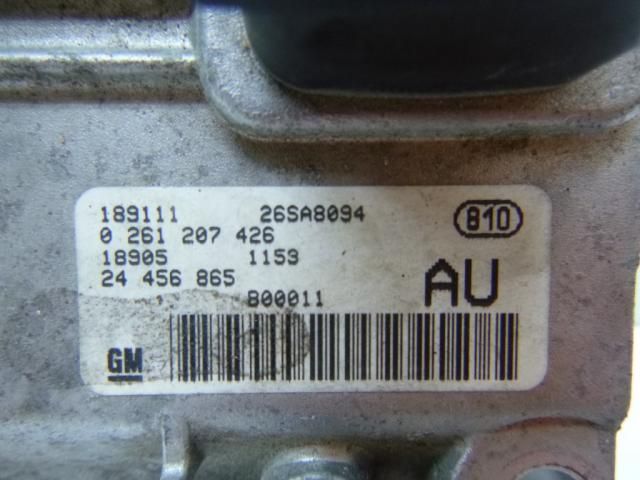 189111 26SA8094 810
0 261 207 426
18905 1153
24 456 865 AU
B00011
GM